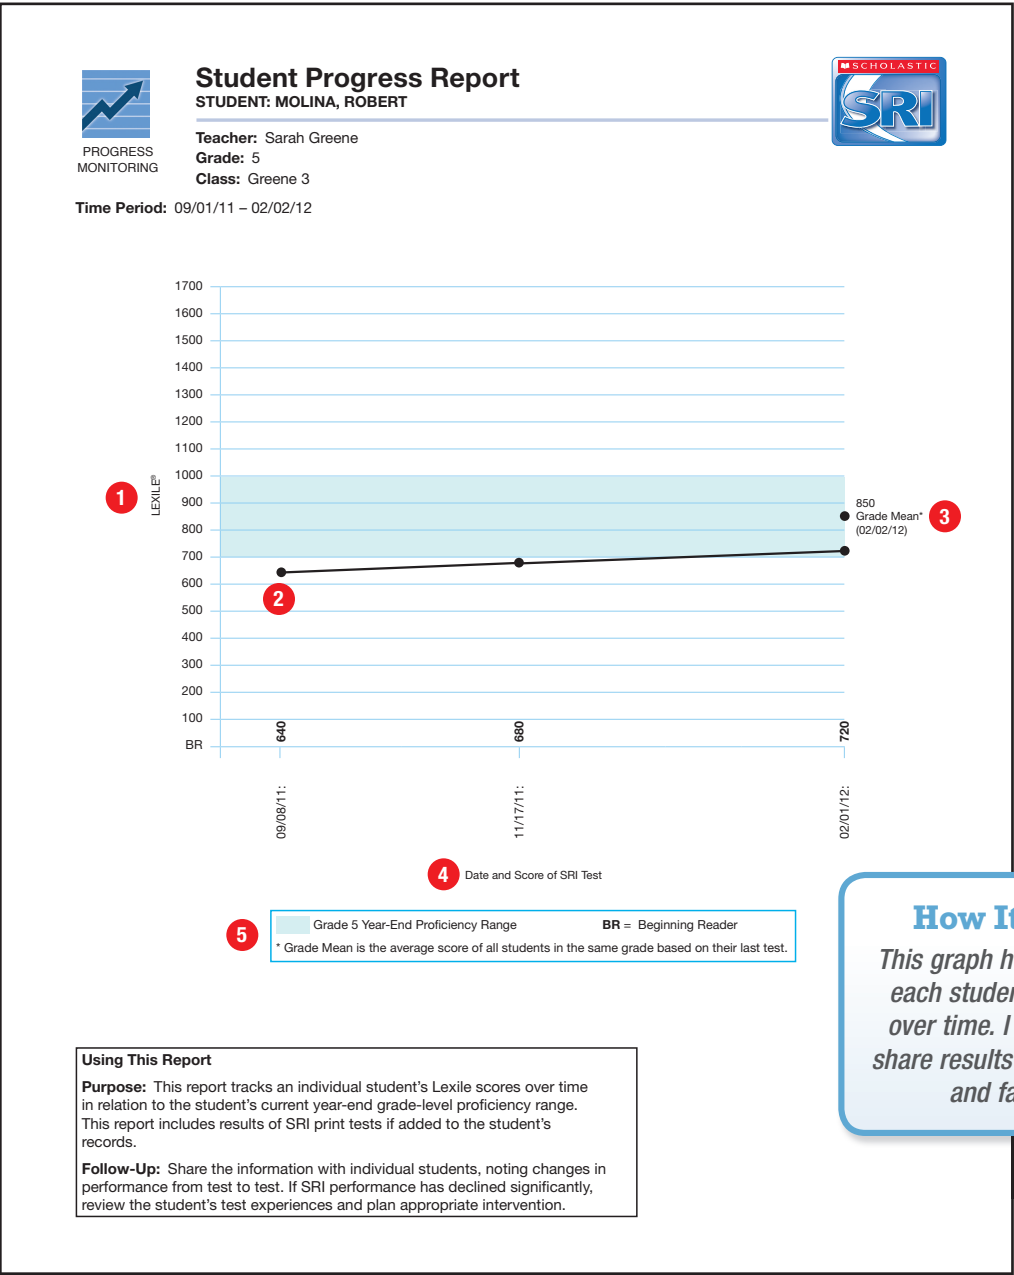 Student Progress Report
STUDENT: MOLINA, ROBERT
SCHOLASTIC
SRI
PROGRESS
MONITORING
Teacher: Sarah Greene
Grade: 5
Class: Greene 3
Time Period: 09/01/11 – 02/02/12
1700
1600
1500
1400
1300
1200
1100
1000
900
800
700
600
500
400
300
200
100
BR
1
LEXILE®
2
850
Grade Mean*
(02/02/12)
3
640
680
720
09/08/11:
11/17/11:
02/01/12:
4 Date and Score of SRI Test
5
Grade 5 Year-End Proficiency Range BR = Beginning Reader
* Grade Mean is the average score of all students in the same grade based on their last test.
How It
This graph h
each studen
over time. I
share results
and fa
Using This Report
Purpose: This report tracks an individual student's Lexile scores over time
in relation to the student's current year-end grade-level proficiency range.
This report includes results of SRI print tests if added to the student's
records.
Follow-Up: Share the information with individual students, noting changes in
performance from test to test. If SRI performance has declined significantly,
review the student's test experiences and plan appropriate intervention.